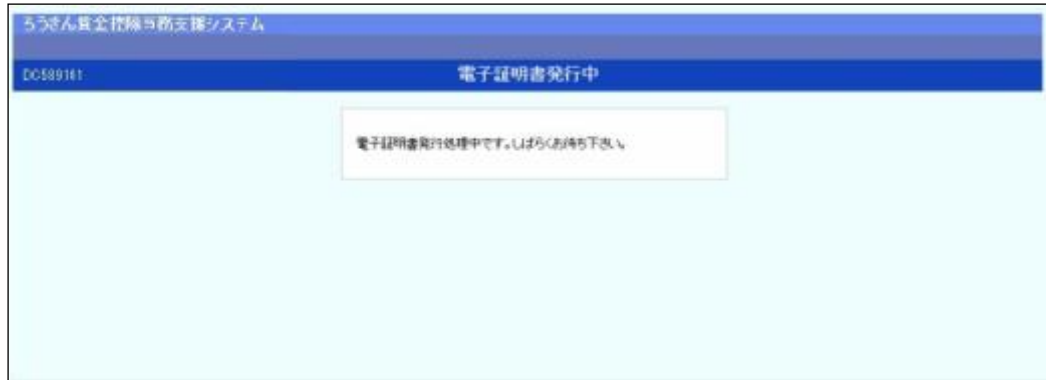 ろうきん賃金控除事務支援システム
DC589161 電子証明書発行中
電子証明書発行処理中です。しばらくお待ち下さい。